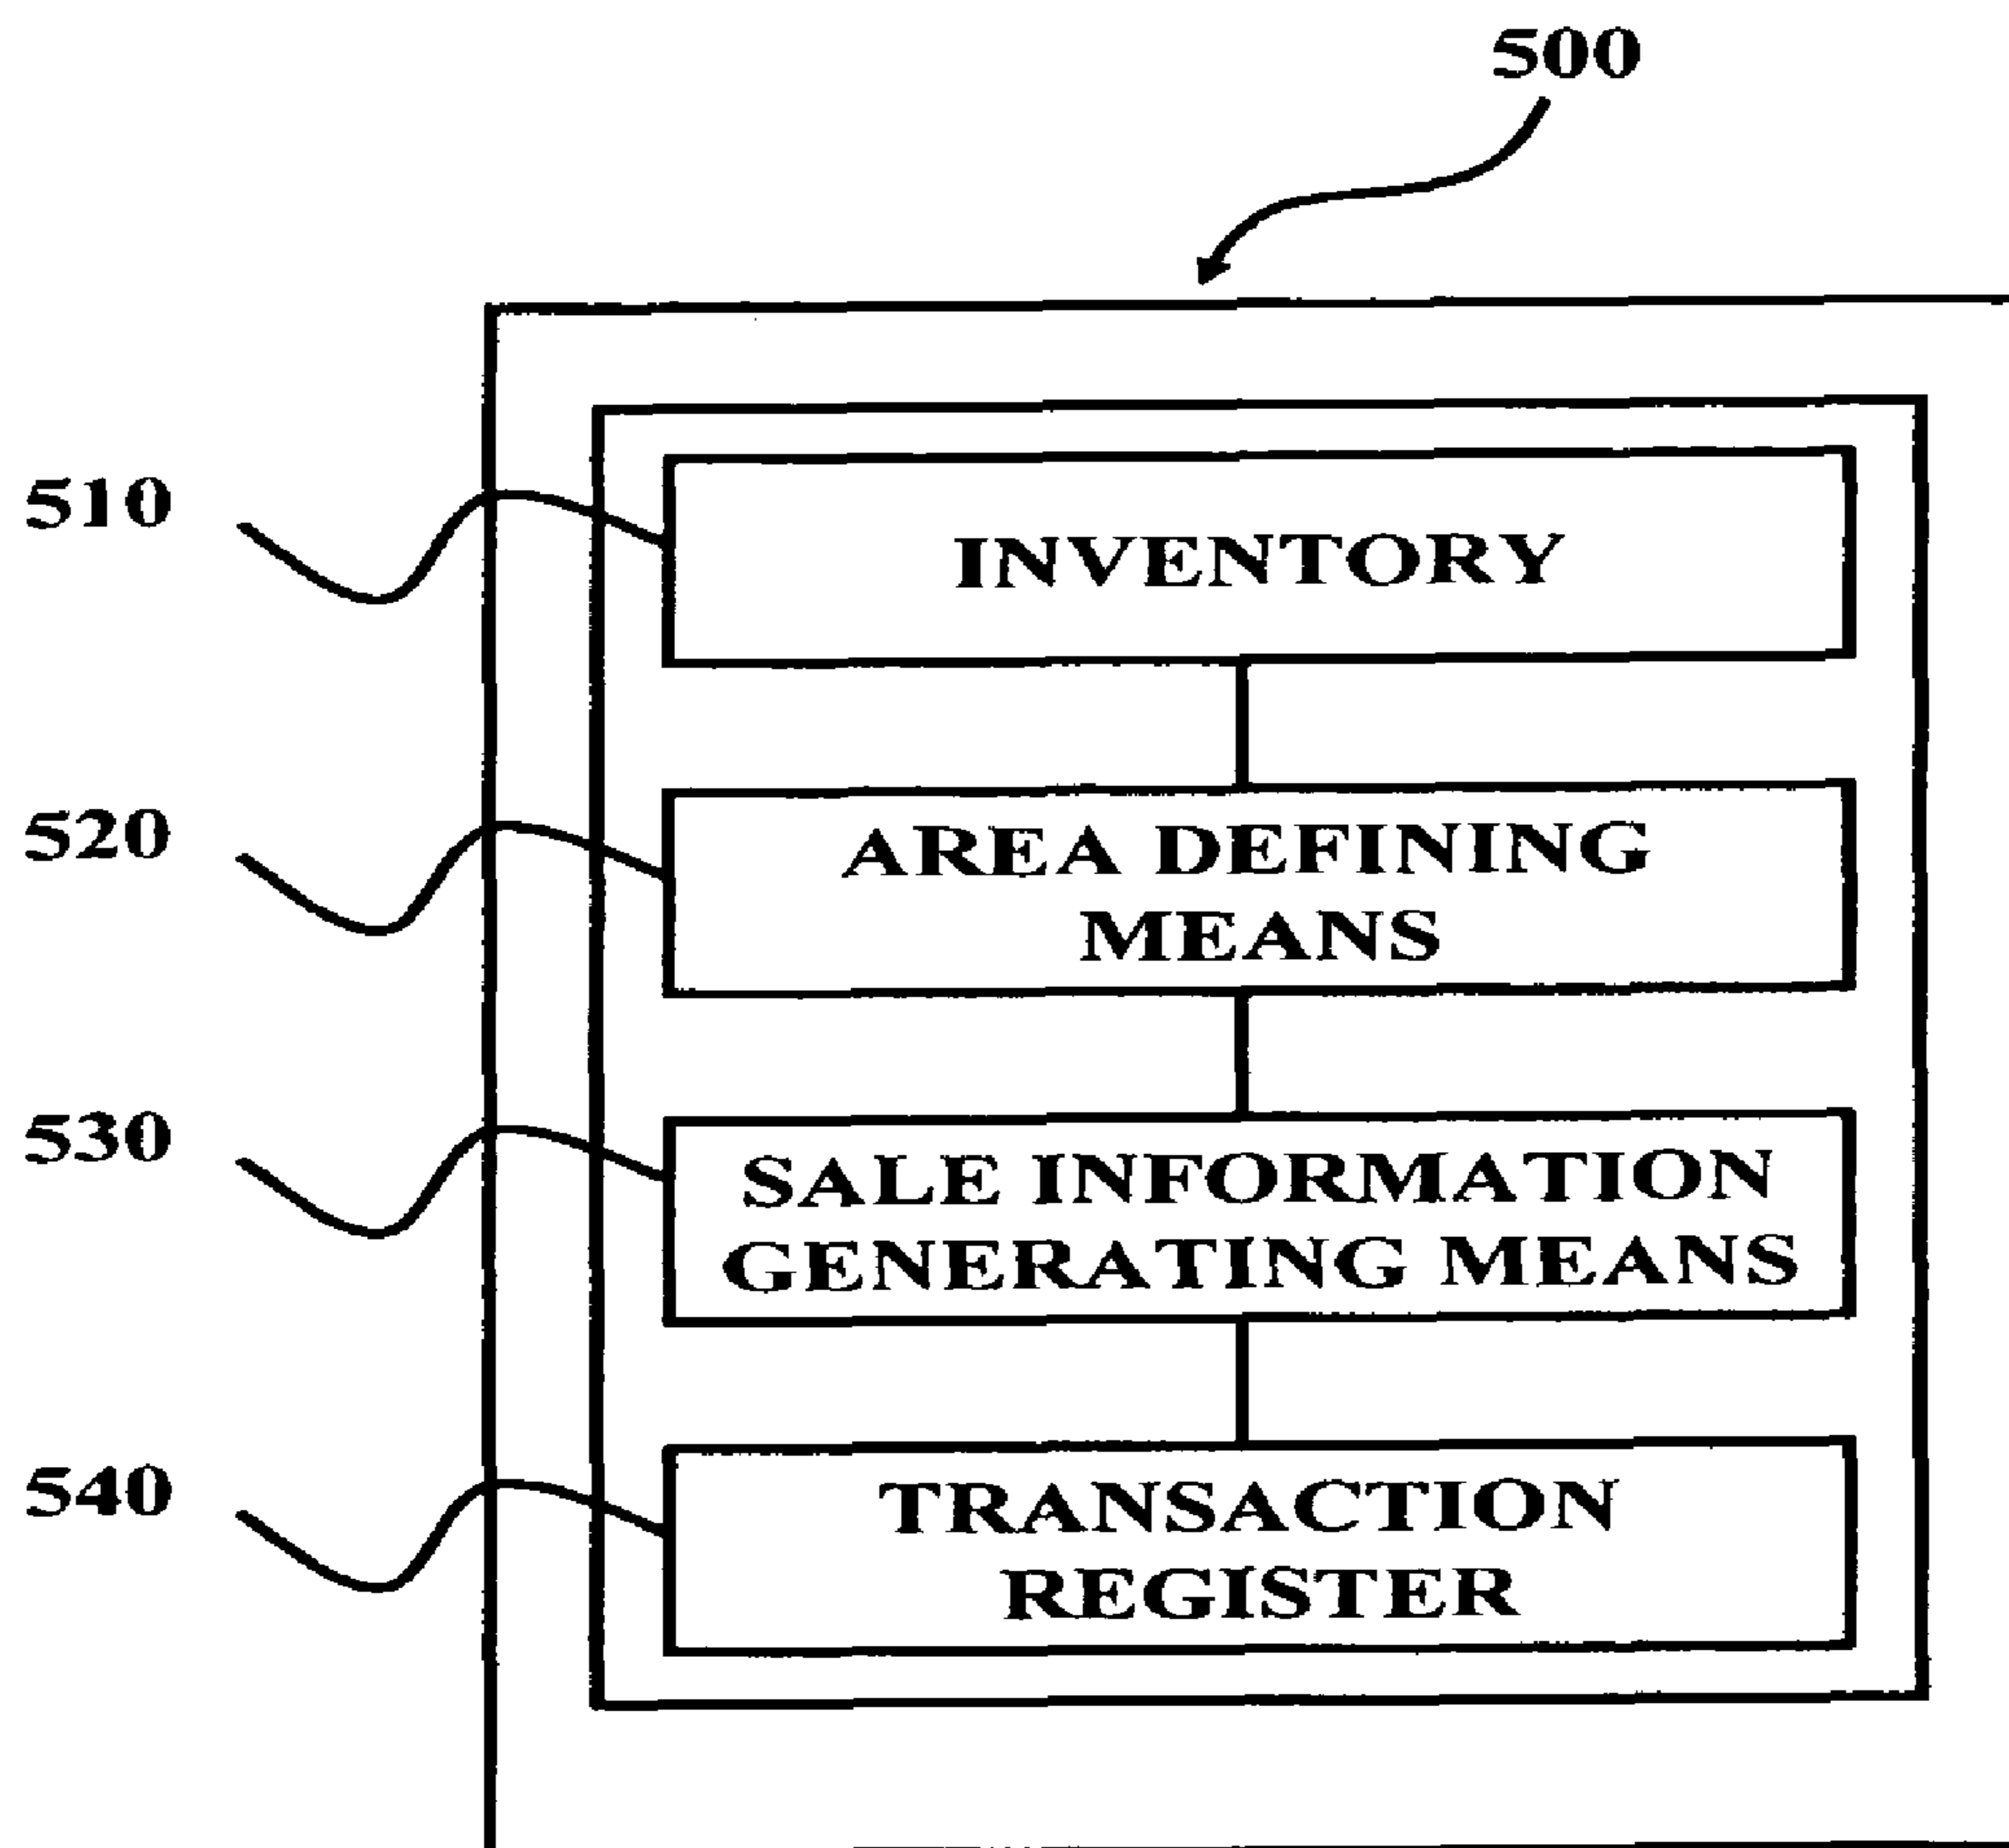 500
510
INVENTORY
520
AREA DEFINING
MEANS
530
SALE INFORMATION
GENERATING MEANS
540
TRANSACTION
REGISTER